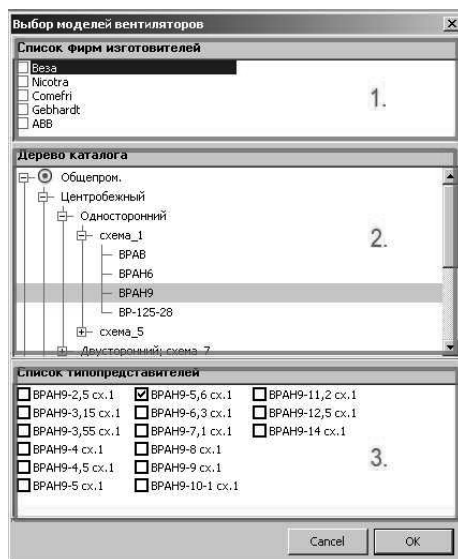 Выбор моделей вентиляторов
Список фирм изготовителей
Веза
Nicotra
Comefri
Gebhardt
ABB
1.
Дерево каталога
Общепром.
Центробежный
Односторонний
схема_1
ВРАВ
ВРАН6
ВРАН9
ВР-125-28
схема_5
Двусторонний; схема_7
2.
Список типопредставителей
ВРАН9-2,5 сх.1 ВРАН9-5,6 сх.1 ВРАН9-11,2 сх.1
ВРАН9-3,15 сх.1 ВРАН9-6,3 сх.1 ВРАН9-12,5 сх.1
ВРАН9-3,55 сх.1 ВРАН9-7,1 сх.1 ВРАН9-14 сх.1
ВРАН9-4 сх.1 ВРАН9-8 сх.1
ВРАН9-4,5 сх.1 ВРАН9-9 сх.1
ВРАН9-5 сх.1 ВРАН9-10-1 сх.1
3.
Cancel OK